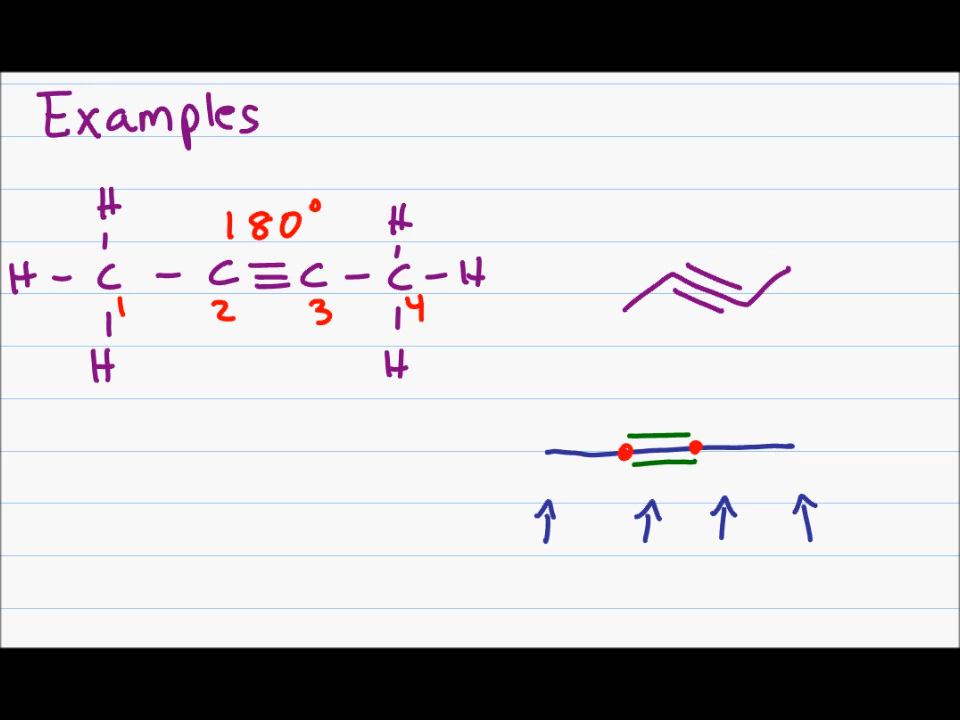 Examples
H 180° H
H - C - C ≡ C - C - H
1 2 3 4
H H